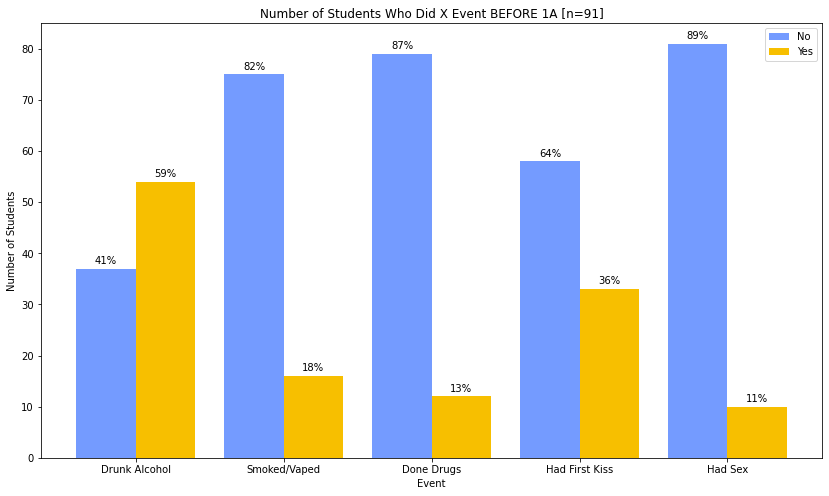 Number of Students Who Did X Event BEFORE 1A [n=91]
No
Yes
Number of Students
80
70
60
50
40
30
20
10
0
41%
59%
82%
18%
87%
13%
64%
36%
89%
11%
Drunk Alcohol
Smoked/Vaped
Done Drugs
Had First Kiss
Had Sex
Event